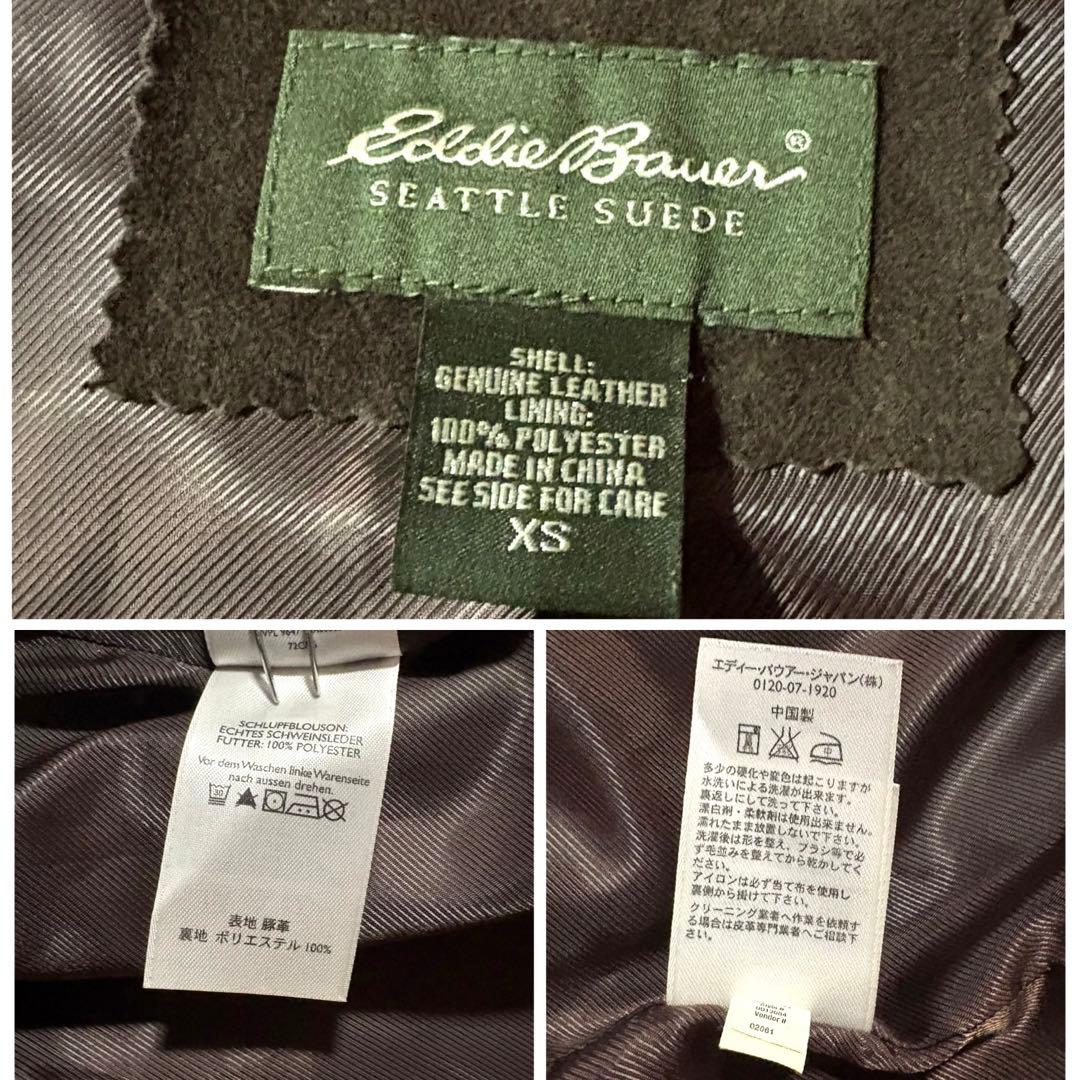 Eddie Bauer®
SEATTLE SUEDE
SHELL:
GENUINE LEATHER
LINING:
100% POLYESTER
MADE IN CHINA
SEE SIDE FOR CARE
XS
SCHLUPFBLOUSON:
ECHTES SCHWEINSLEDER
FUTTER: 100% POLYESTER
Vor dem Waschen linke Warenseite
nach aussen drehen.
30
表地 豚革
裏地 ポリエステル 100%
エディー・バウアー・ジャパン(株)
0120-07-1920
中国製
中
多少の硬化や変色は起こりますが
水洗いによる洗濯が出来ます。
裏返しにして洗って下さい。
漂白剤・柔軟剤は使用出来ません。
濡れたまま放置しないで下さい。
洗濯後は形を整え、ブラシ等で必
ず毛並みを整えてから乾かしてく
ださい。
アイロンは必ず当て布を使用し
裏側から掛けて下さい。
クリーニング業者へ作業を依頼す
る場合は皮革専門業者へご相談下
さい。
Vendor #
02061